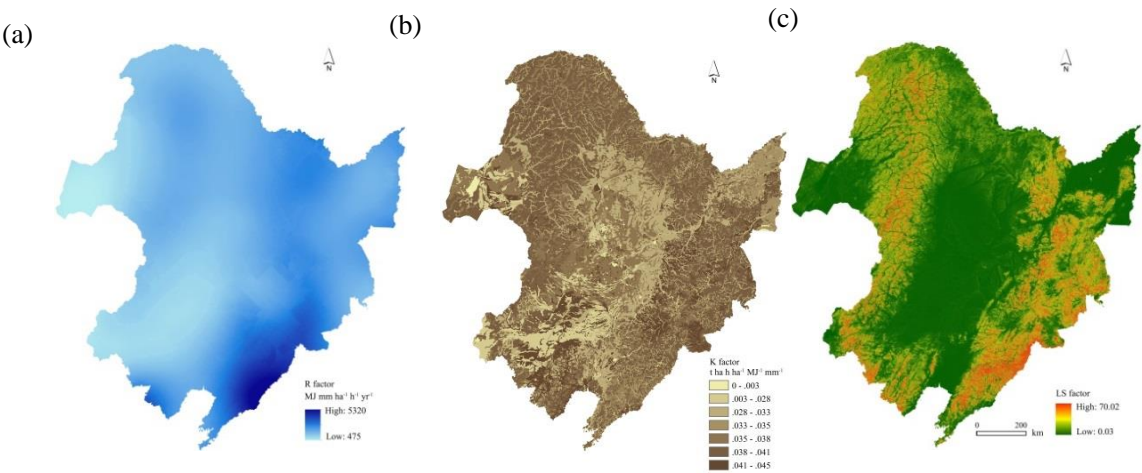 (a)
N
R factor
MJ mm ha⁻¹ h⁻¹ yr⁻¹
High: 5320
Low: 475
(b)
N
K factor
t ha h ha⁻¹ MJ⁻¹ mm⁻¹
0 - .003
.003 - .028
.028 - .033
.033 - .035
.035 - .038
.038 - .041
.041 - .045
(c)
N
LS factor
High: 70.02
Low: 0.03
0 200
km